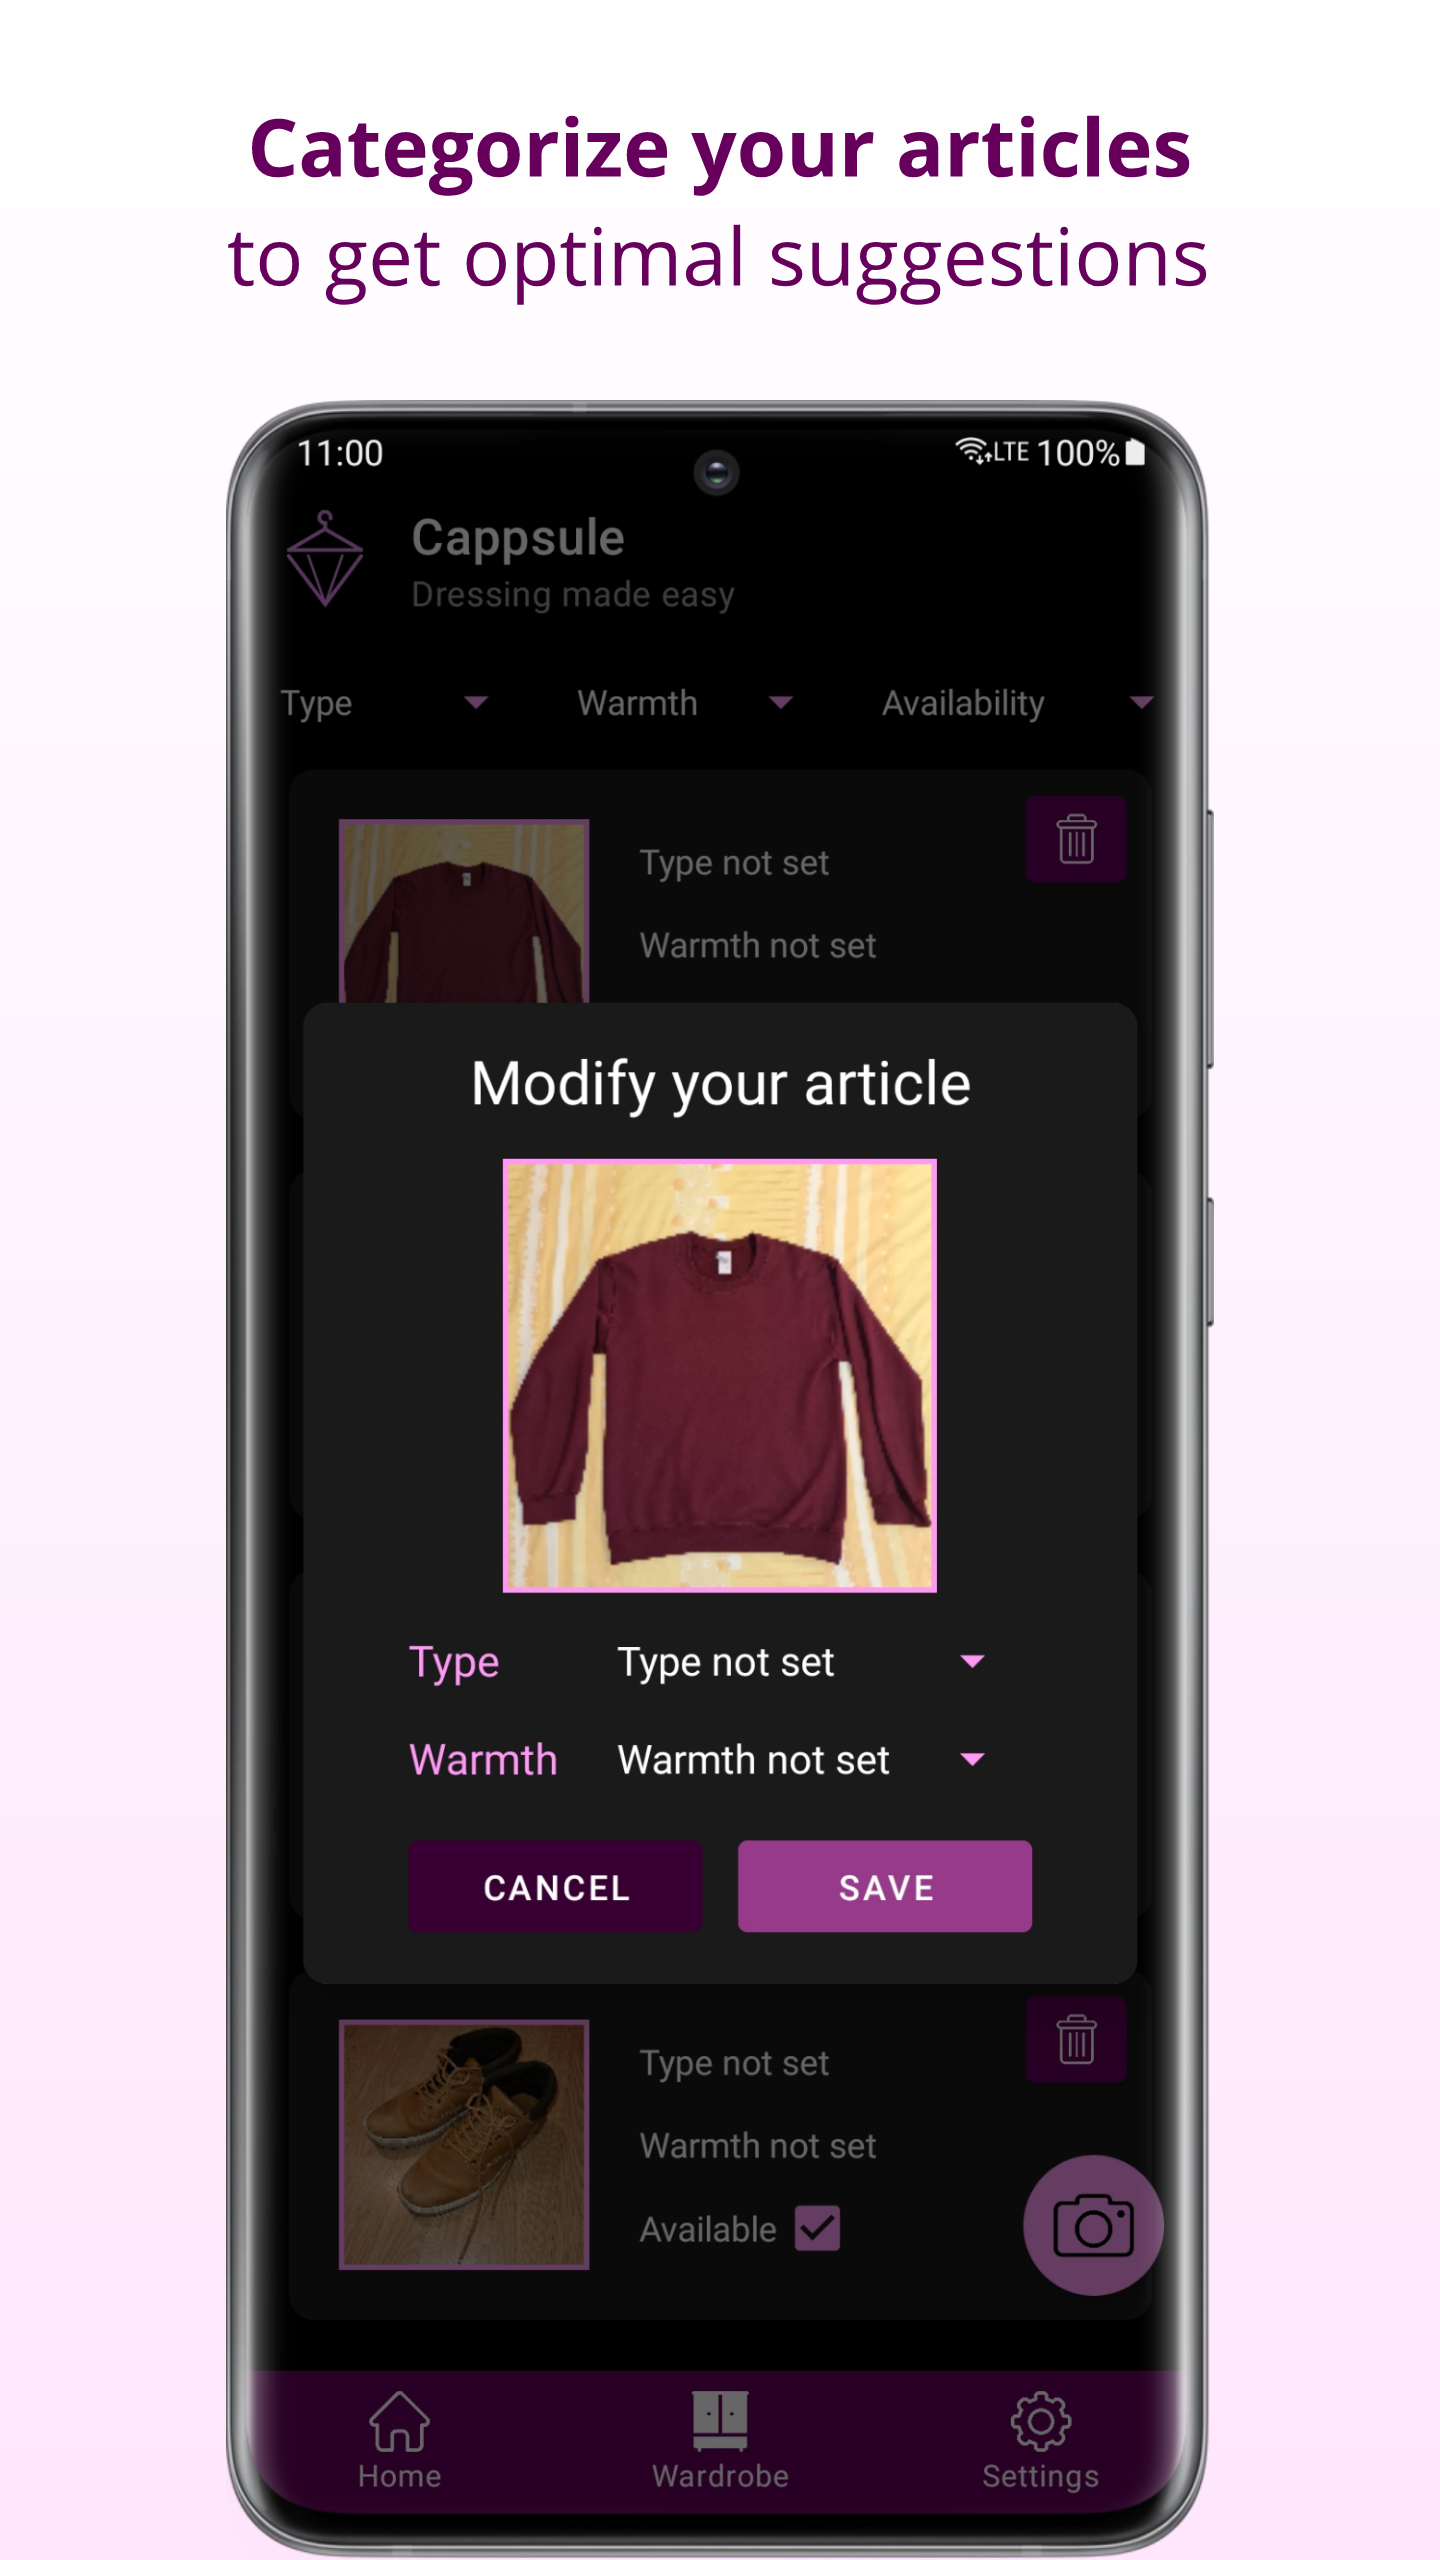 Categorize your articles
to get optimal suggestions
11:00
LTE 100%
Cappsule
Dressing made easy
Type Warmth Availability
Type not set
Warmth not set
Modify your article
Type Type not set
Warmth Warmth not set
CANCEL SAVE
Type not set
Warmth not set
Available
Home Wardrobe Settings